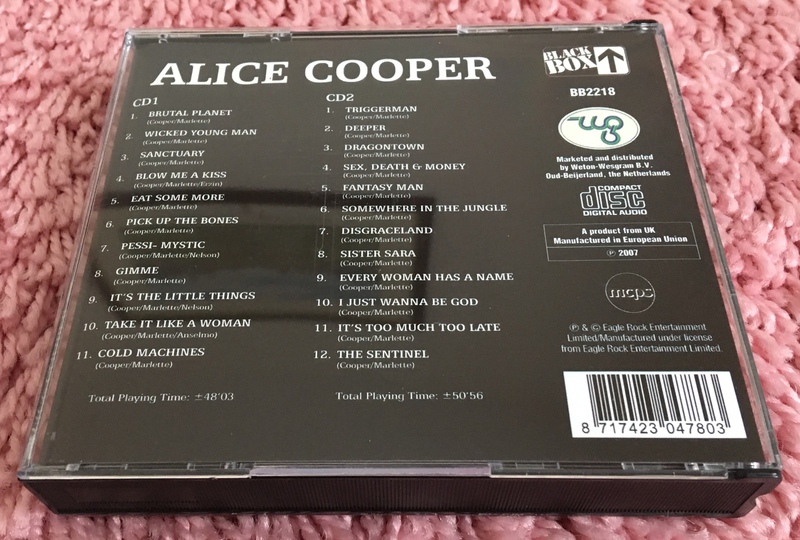 ALICE COOPER
CD1
1. BRUTAL PLANET
(Cooper/Marlette)
2. WICKED YOUNG MAN
(Cooper/Marlette)
3. SANCTUARY
(Cooper/Marlette)
4. BLOW ME A KISS
(Cooper/Marlette/Ezrin)
5. EAT SOME MORE
(Cooper/Marlette)
6. PICK UP THE BONES
(Cooper/Marlette)
7. PESSI- MYSTIC
(Cooper/Marlette/Nelson)
8. GIMME
(Cooper/Marlette)
9. IT'S THE LITTLE THINGS
(Cooper/Marlette/Nelson)
10. TAKE IT LIKE A WOMAN
(Cooper/Marlette/Anselmo)
11. COLD MACHINES
(Cooper/Marlette)
Total Playing Time: ±48'03
CD2
1. TRIGGERMAN
(Cooper/Marlette)
2. DEEPER
(Cooper/Marlette)
3. DRAGONTOWN
(Cooper/Marlette)
4. SEX, DEATH & MONEY
(Cooper/Marlette)
5. FANTASY MAN
(Cooper/Marlette)
6. SOMEWHERE IN THE JUNGLE
(Cooper/Marlette)
7. DISGRACELAND
(Cooper/Marlette)
8. SISTER SARA
(Cooper/Marlette)
9. EVERY WOMAN HAS A NAME
(Cooper/Marlette)
10. I JUST WANNA BE GOD
(Cooper/Marlette)
11. IT'S TOO MUCH TOO LATE
(Cooper/Marlette)
12. THE SENTINEL
(Cooper/Marlette)
Total Playing Time: ±50'56
BLACK
BOX
BB2218
Marketed and distributed
by Weton-Wesgram B.V.
Oud-Beijerland, the Netherlands
COMPACT
disc
DIGITAL AUDIO
A product from UK
Manufactured in European Union
℗ 2007
mcps
℗ & © Eagle Rock Entertainment
Limited/Manufactured under license
from Eagle Rock Entertainment Limited.
8 717423 047803